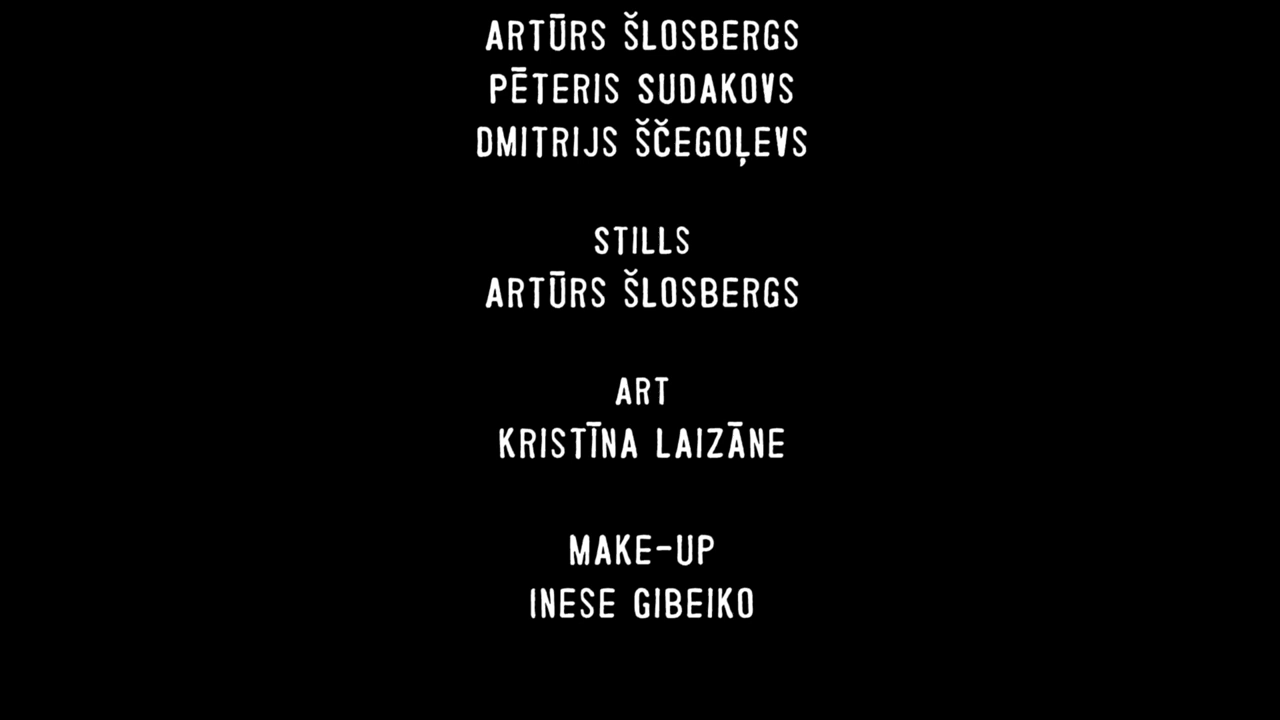 ARTŪRS ŠLOSBERGS
PĒTERIS SUDAKOVS
DMITRIJS ŠČEGOĻEVS
STILLS
ARTŪRS ŠLOSBERGS
ART
KRISTĪNA LAIZĀNE
MAKE-UP
INESE GIBEIKO